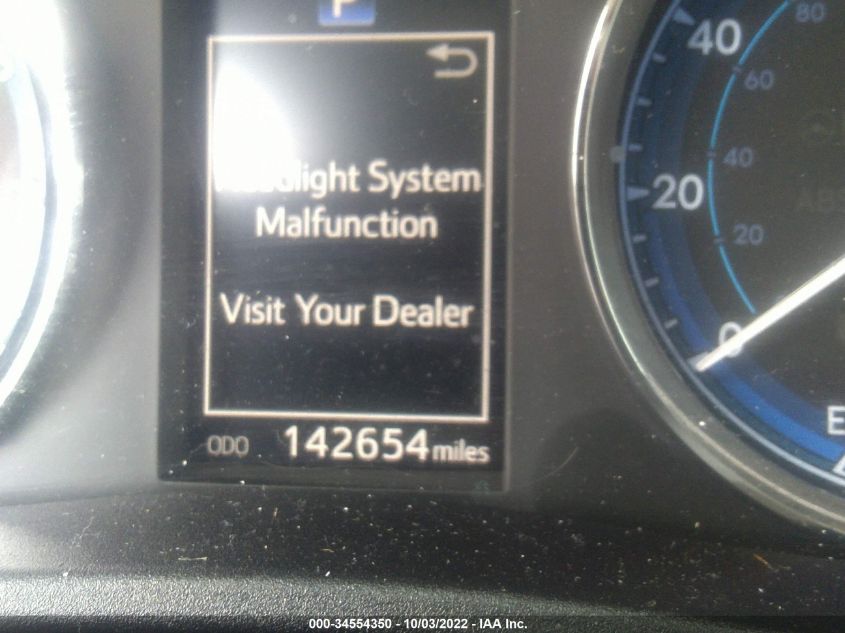 P
System
Malfunction
Visit Your Dealer
ODO 142654 miles
80
40
60
40
20
20
0
E
000-34554350 - 10/03/2022 - IAA Inc.